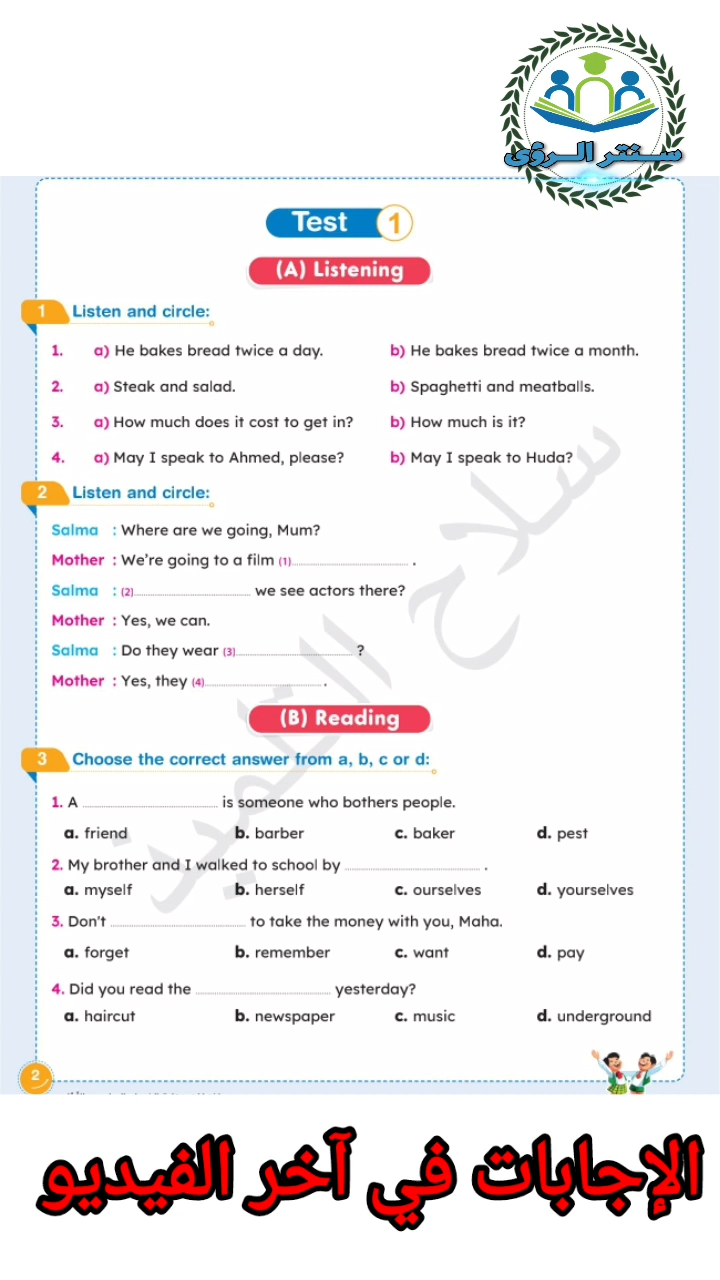 سنتر الرؤى
Test 1
(A) Listening
1 Listen and circle:
1. a) He bakes bread twice a day. b) He bakes bread twice a month.
2. a) Steak and salad. b) Spaghetti and meatballs.
3. a) How much does it cost to get in? b) How much is it?
4. a) May I speak to Ahmed, please? b) May I speak to Huda?
2 Listen and circle:
Salma : Where are we going, Mum?
Mother : We're going to a film (1)........................ .
Salma : (2)........................ we see actors there?
Mother : Yes, we can.
Salma : Do they wear (3)........................ ?
Mother : Yes, they (4)........................ .
(B) Reading
3 Choose the correct answer from a, b, c or d:
1. A ........................ is someone who bothers people.
a. friend b. barber c. baker d. pest
2. My brother and I walked to school by ........................ .
a. myself b. herself c. ourselves d. yourselves
3. Don't ........................ to take the money with you, Maha.
a. forget b. remember c. want d. pay
4. Did you read the ........................ yesterday?
a. haircut b. newspaper c. music d. underground
سلاح التلميذ
2
الإجابات في آخر الفيديو